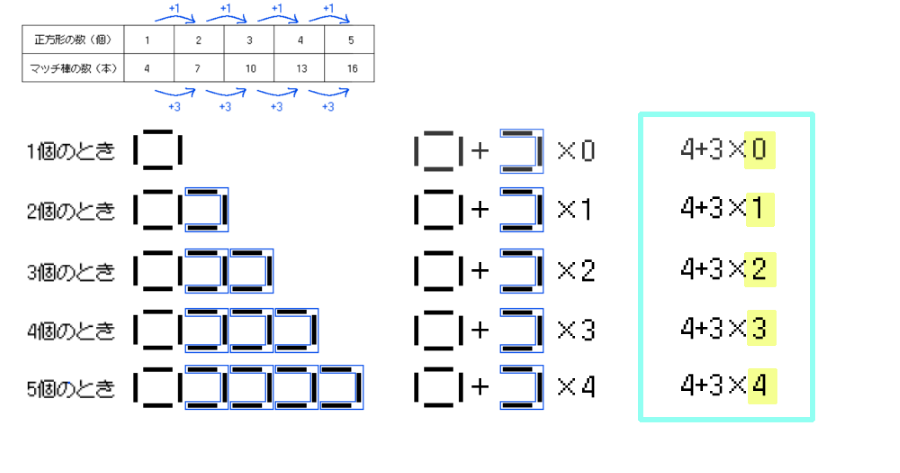 +1 +1 +1 +1
正方形の数（個） 1 2 3 4 5
マッチ棒の数（本） 4 7 10 13 16
+3 +3 +3 +3
1個のとき + ×0 4+3×0
2個のとき + ×1 4+3×1
3個のとき + ×2 4+3×2
4個のとき + ×3 4+3×3
5個のとき + ×4 4+3×4